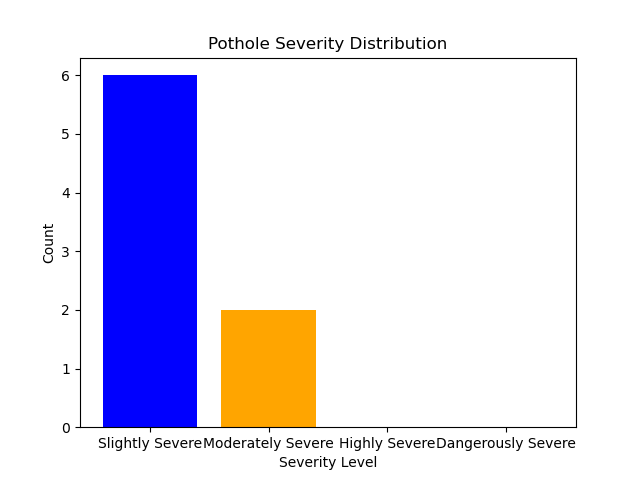 Pothole Severity Distribution
6
5
4
3
2
1
0
Count
Slightly Severe Moderately Severe Highly Severe Dangerously Severe
Severity Level